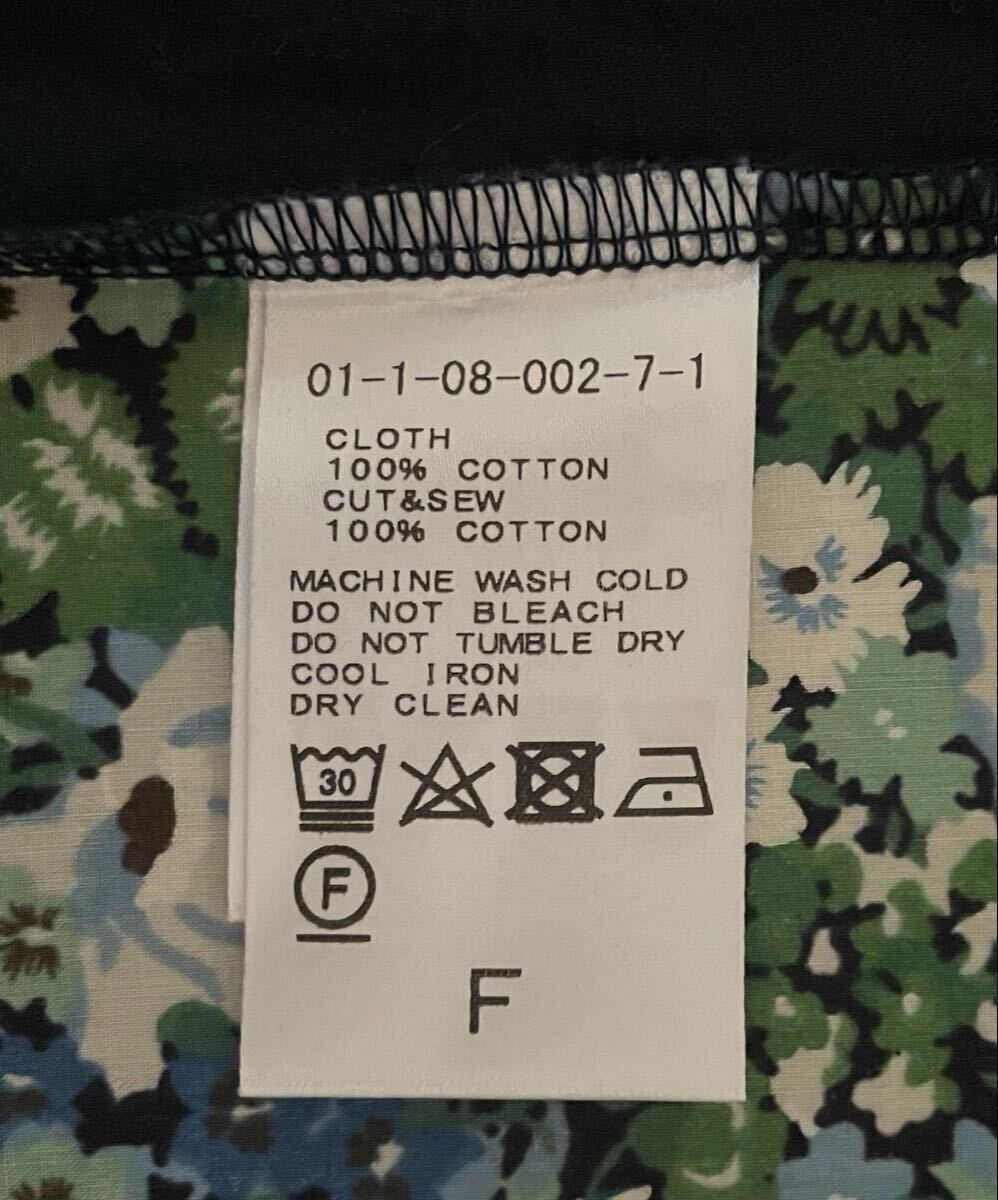 01-1-08-002-7-1
CLOTH
100% COTTON
CUT&SEW
100% COTTON
MACHINE WASH COLD
DO NOT BLEACH
DO NOT TUMBLE DRY
COOL IRON
DRY CLEAN
30
F
F